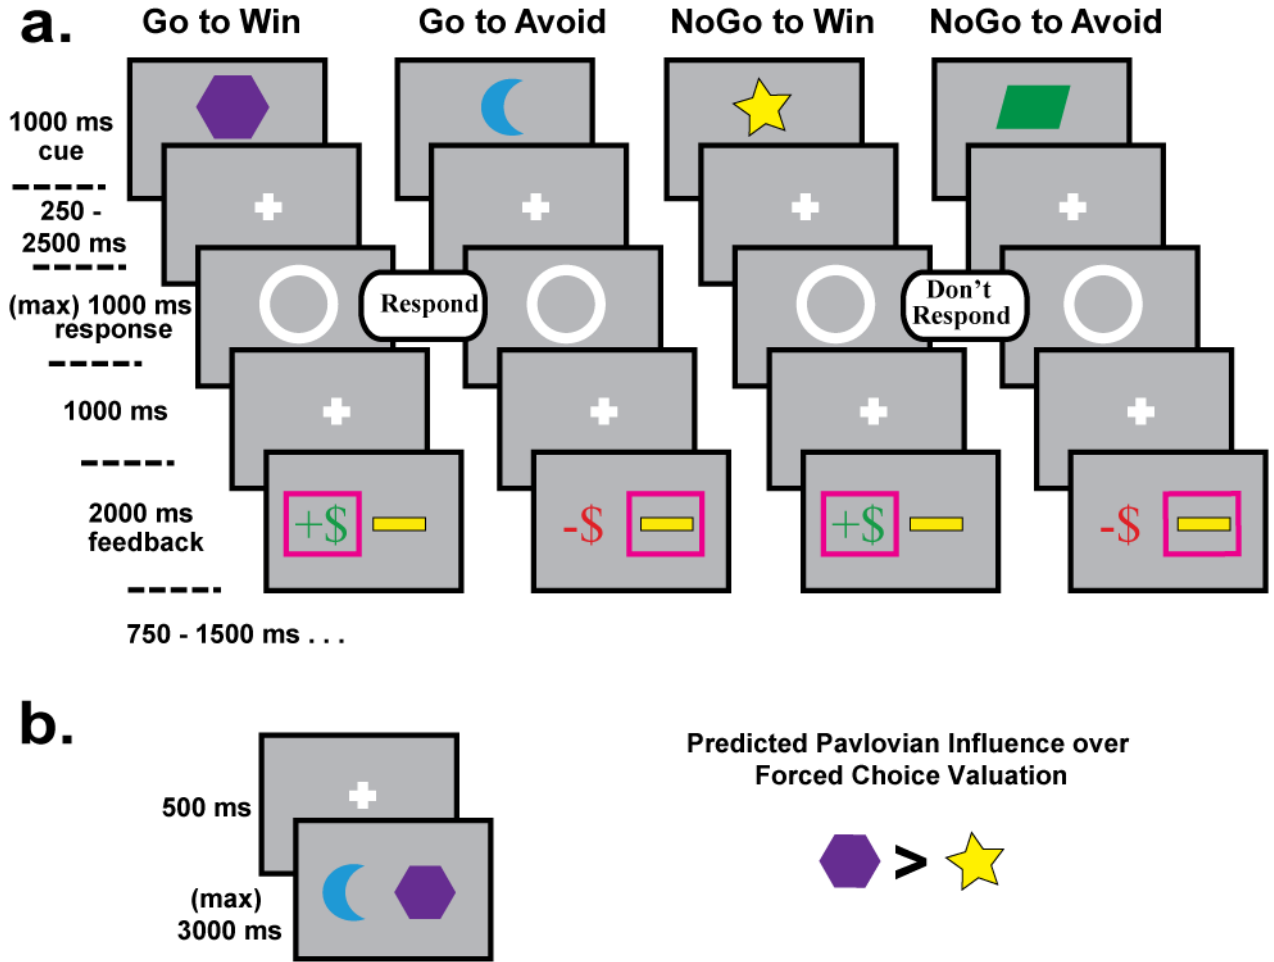 a.
Go to Win
Go to Avoid
NoGo to Win
NoGo to Avoid
1000 ms
cue
250 -
2500 ms
(max) 1000 ms
response
Respond
Don't
Respond
1000 ms
2000 ms
feedback
+$
-$
+$
-$
750 - 1500 ms . . .
b.
500 ms
(max)
3000 ms
Predicted Pavlovian Influence over
Forced Choice Valuation
>